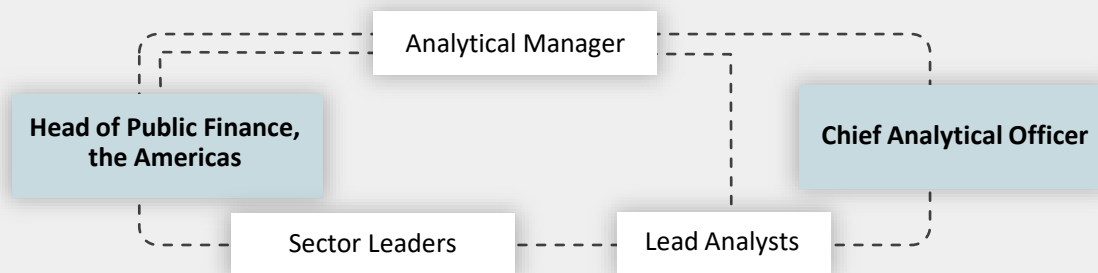 Analytical Manager
Head of Public Finance,
the Americas
Chief Analytical Officer
Sector Leaders
Lead Analysts